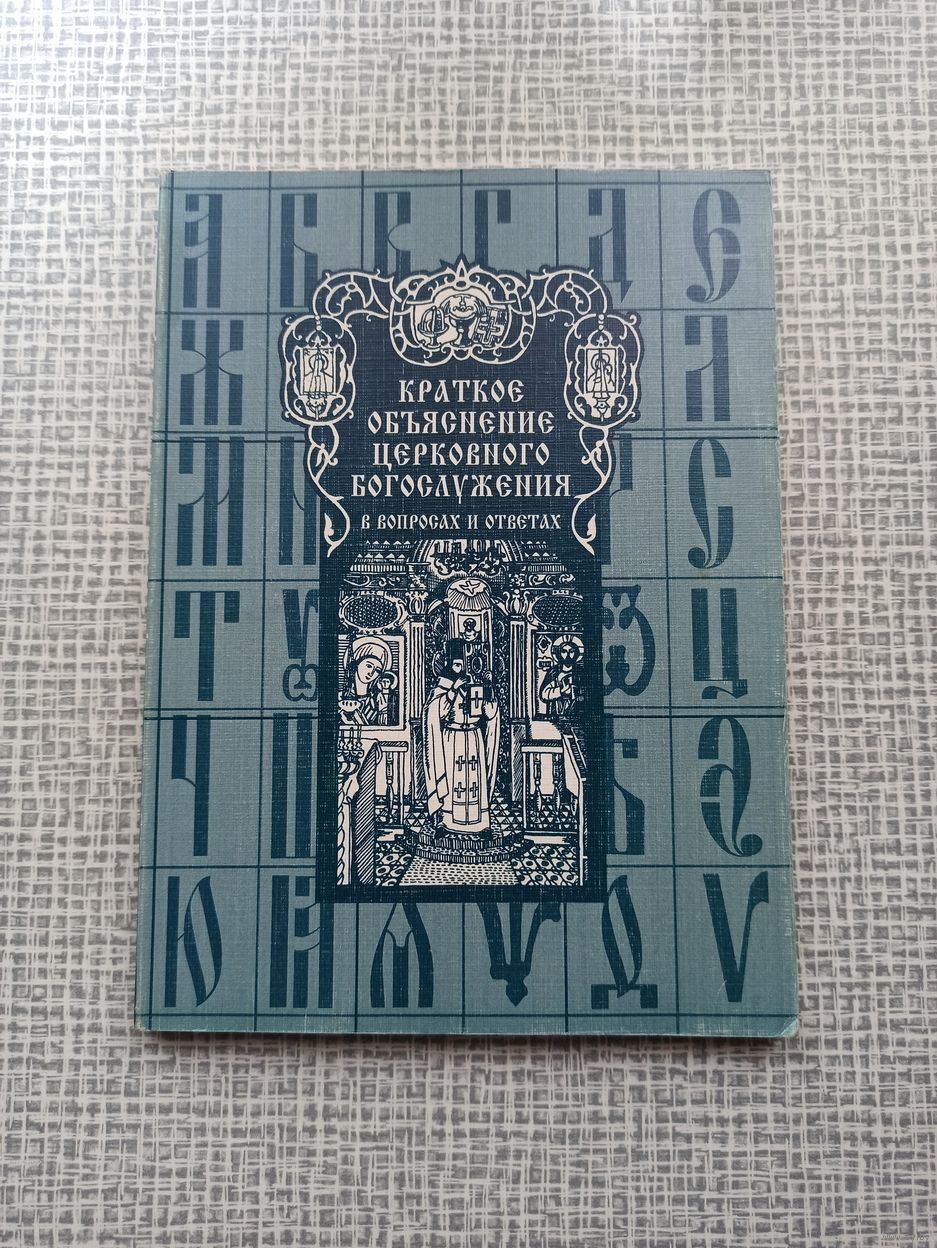 А Б В Г Д Є
Ж Л
С
Т Ц
Ч Ш Ъ
Ю Ѱ Ѵ
КРАТКОЕ
ОБЪЯСНЕНИЕ
ЦЕРКОВНОГО
БОГОСЛУЖЕНИЯ
В ВОПРОСАХ И ОТВЕТАХ